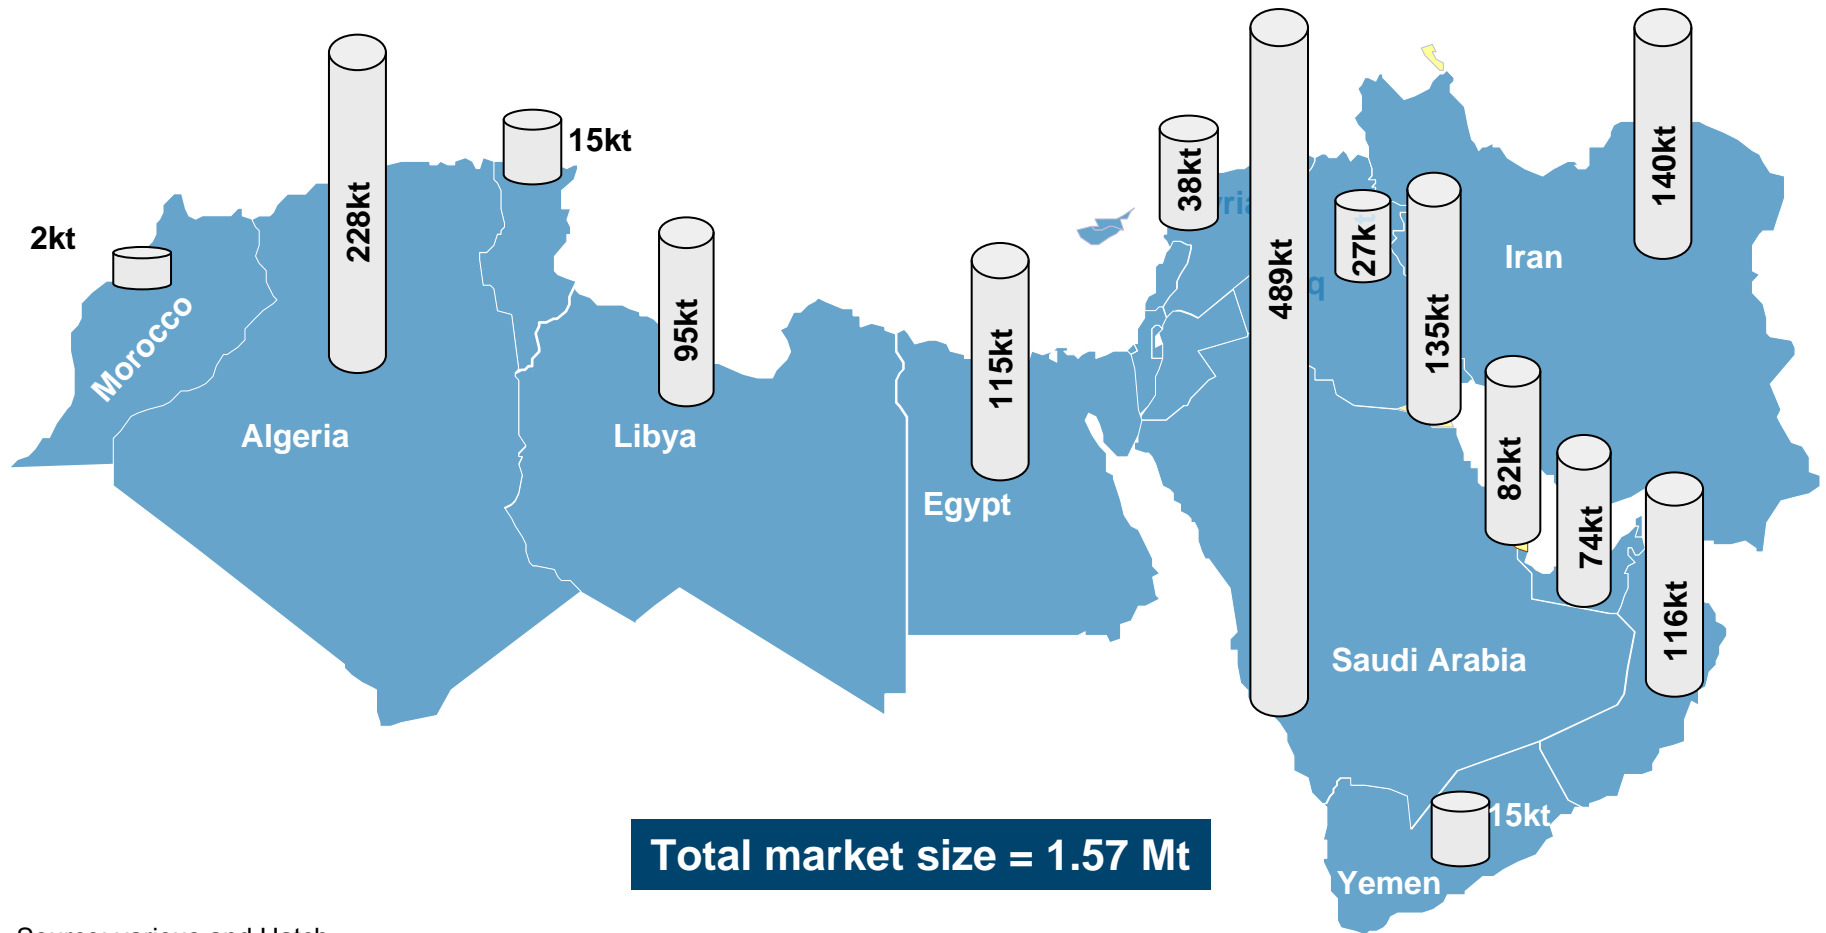 2kt
228kt
15kt
95kt
115kt
38kt
489kt
27kt
135kt
140kt
82kt
74kt
116kt
15kt
Morocco
Algeria
Libya
Egypt
Iran
Saudi Arabia
Yemen
Total market size = 1.57 Mt